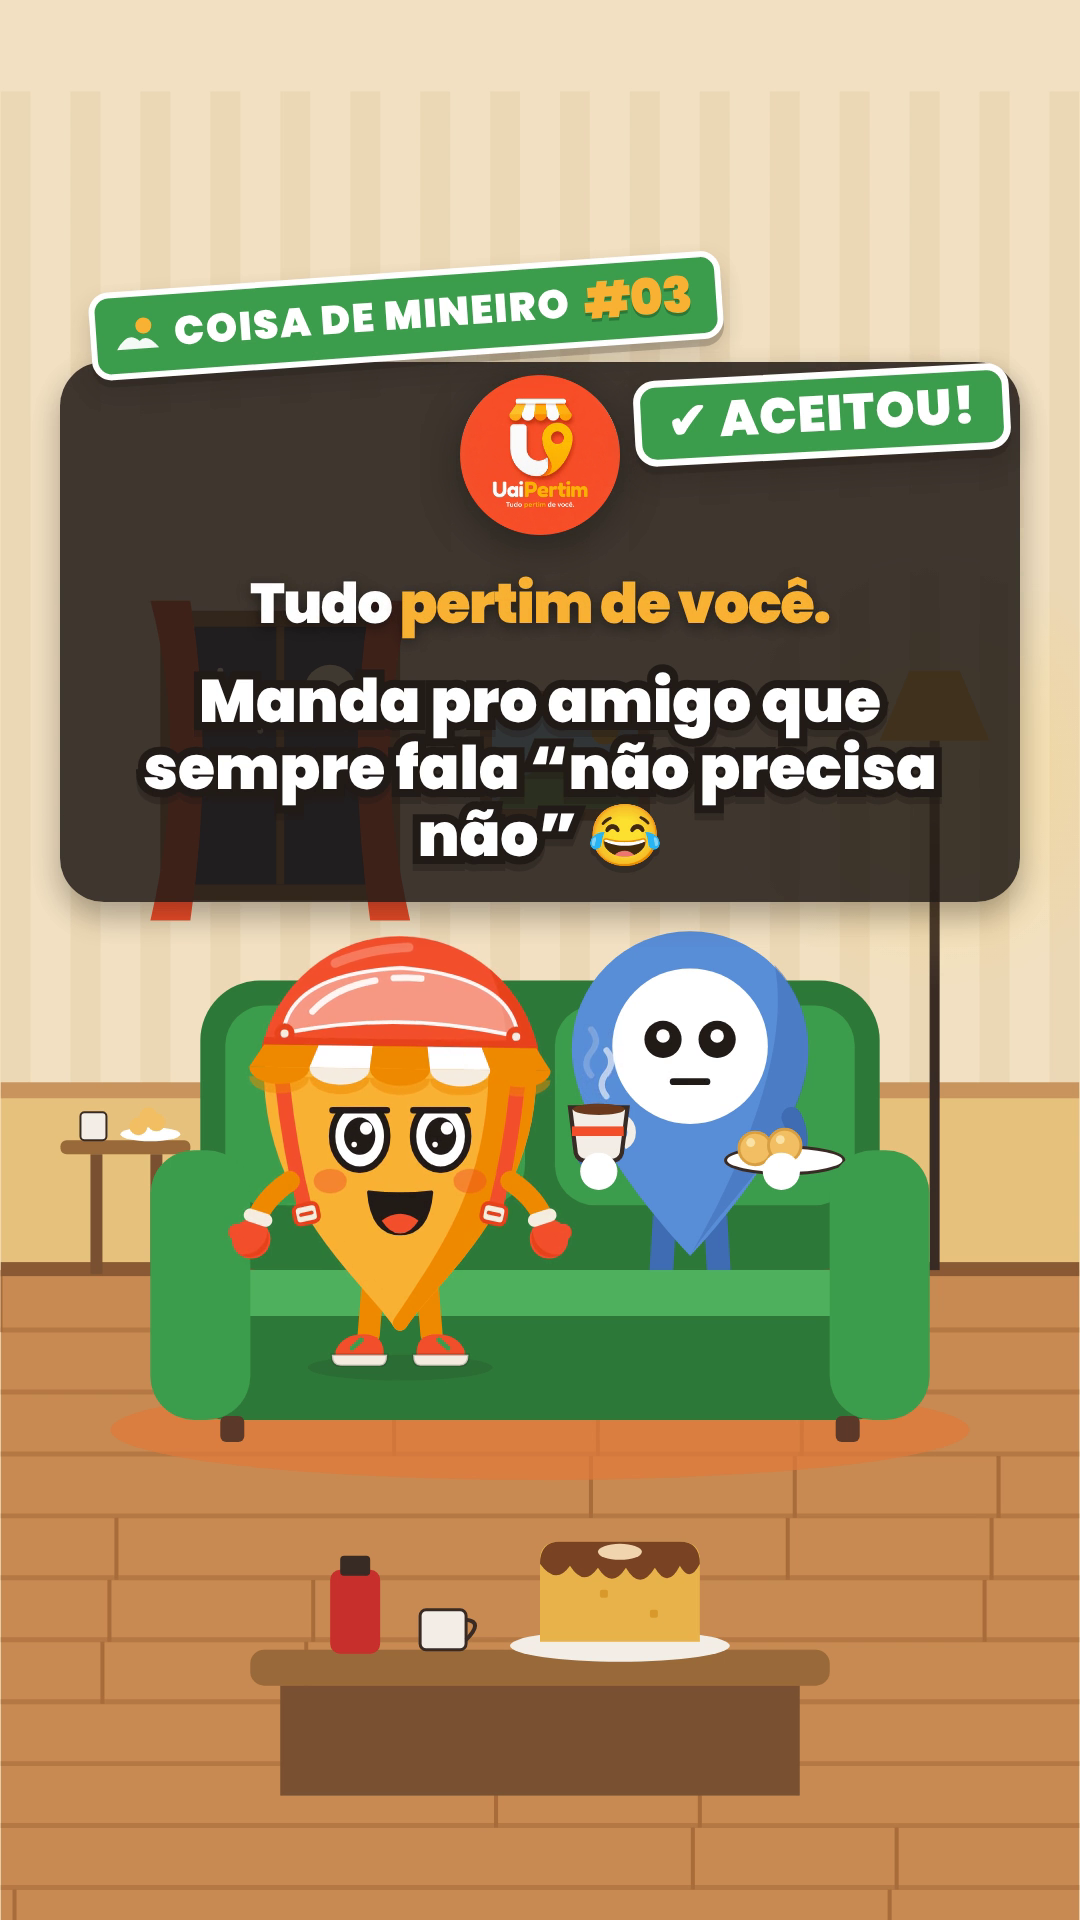 COISA DE MINEIRO #03
✔ ACEITOU!
UaiPertim
Tudo pertim de você.
Tudo pertim de você.
Manda pro amigo que
sempre fala “não precisa
não” 😂